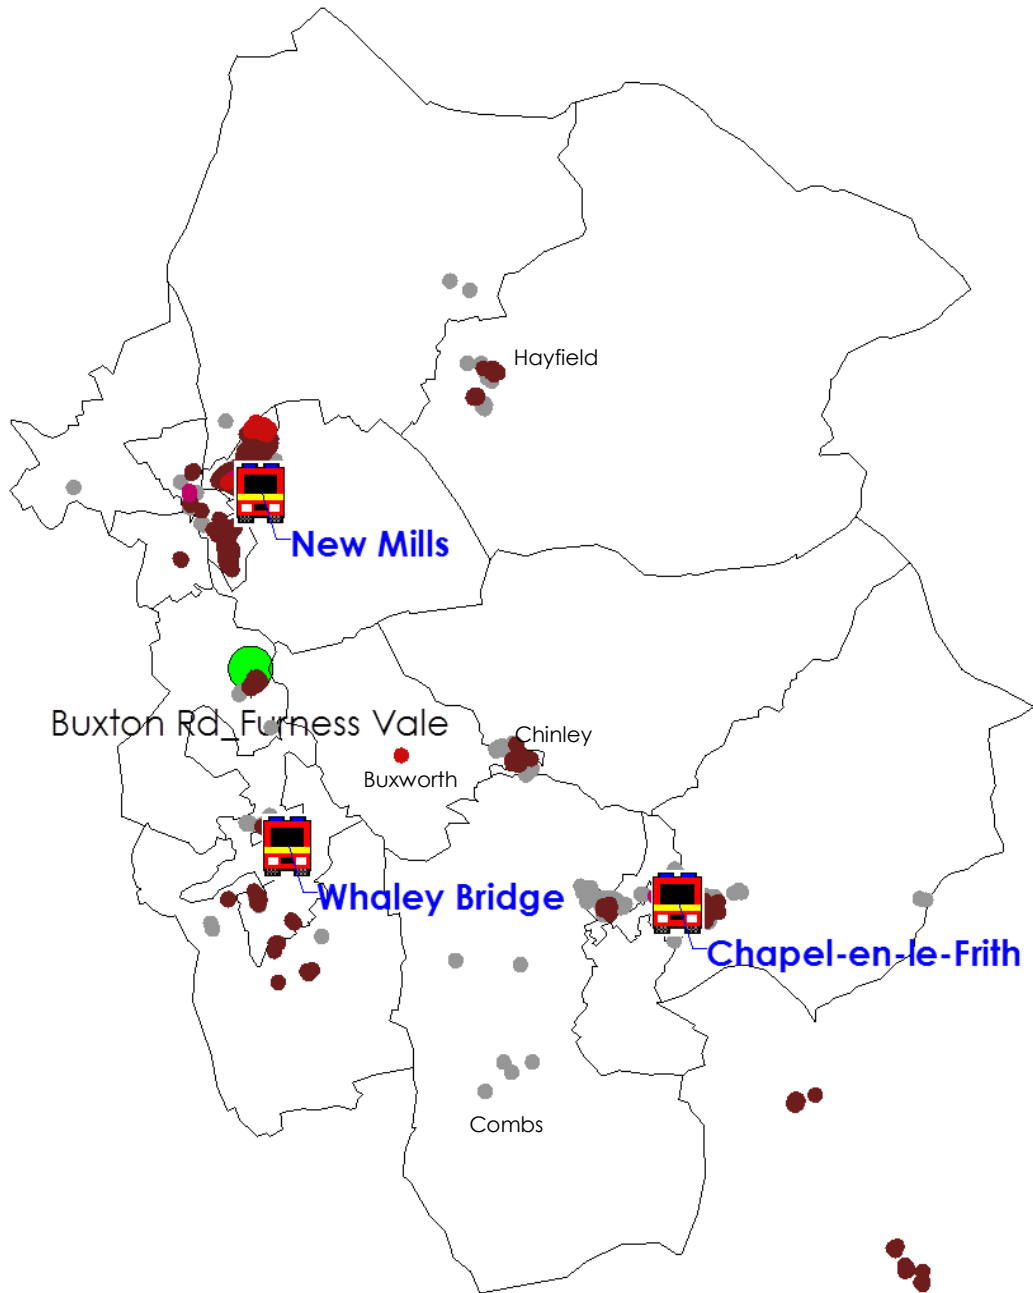 Hayfield
New Mills
Buxton Rd_Furness Vale
Chinley
Buxworth
Whaley Bridge
Chapel-en-le-Frith
Combs